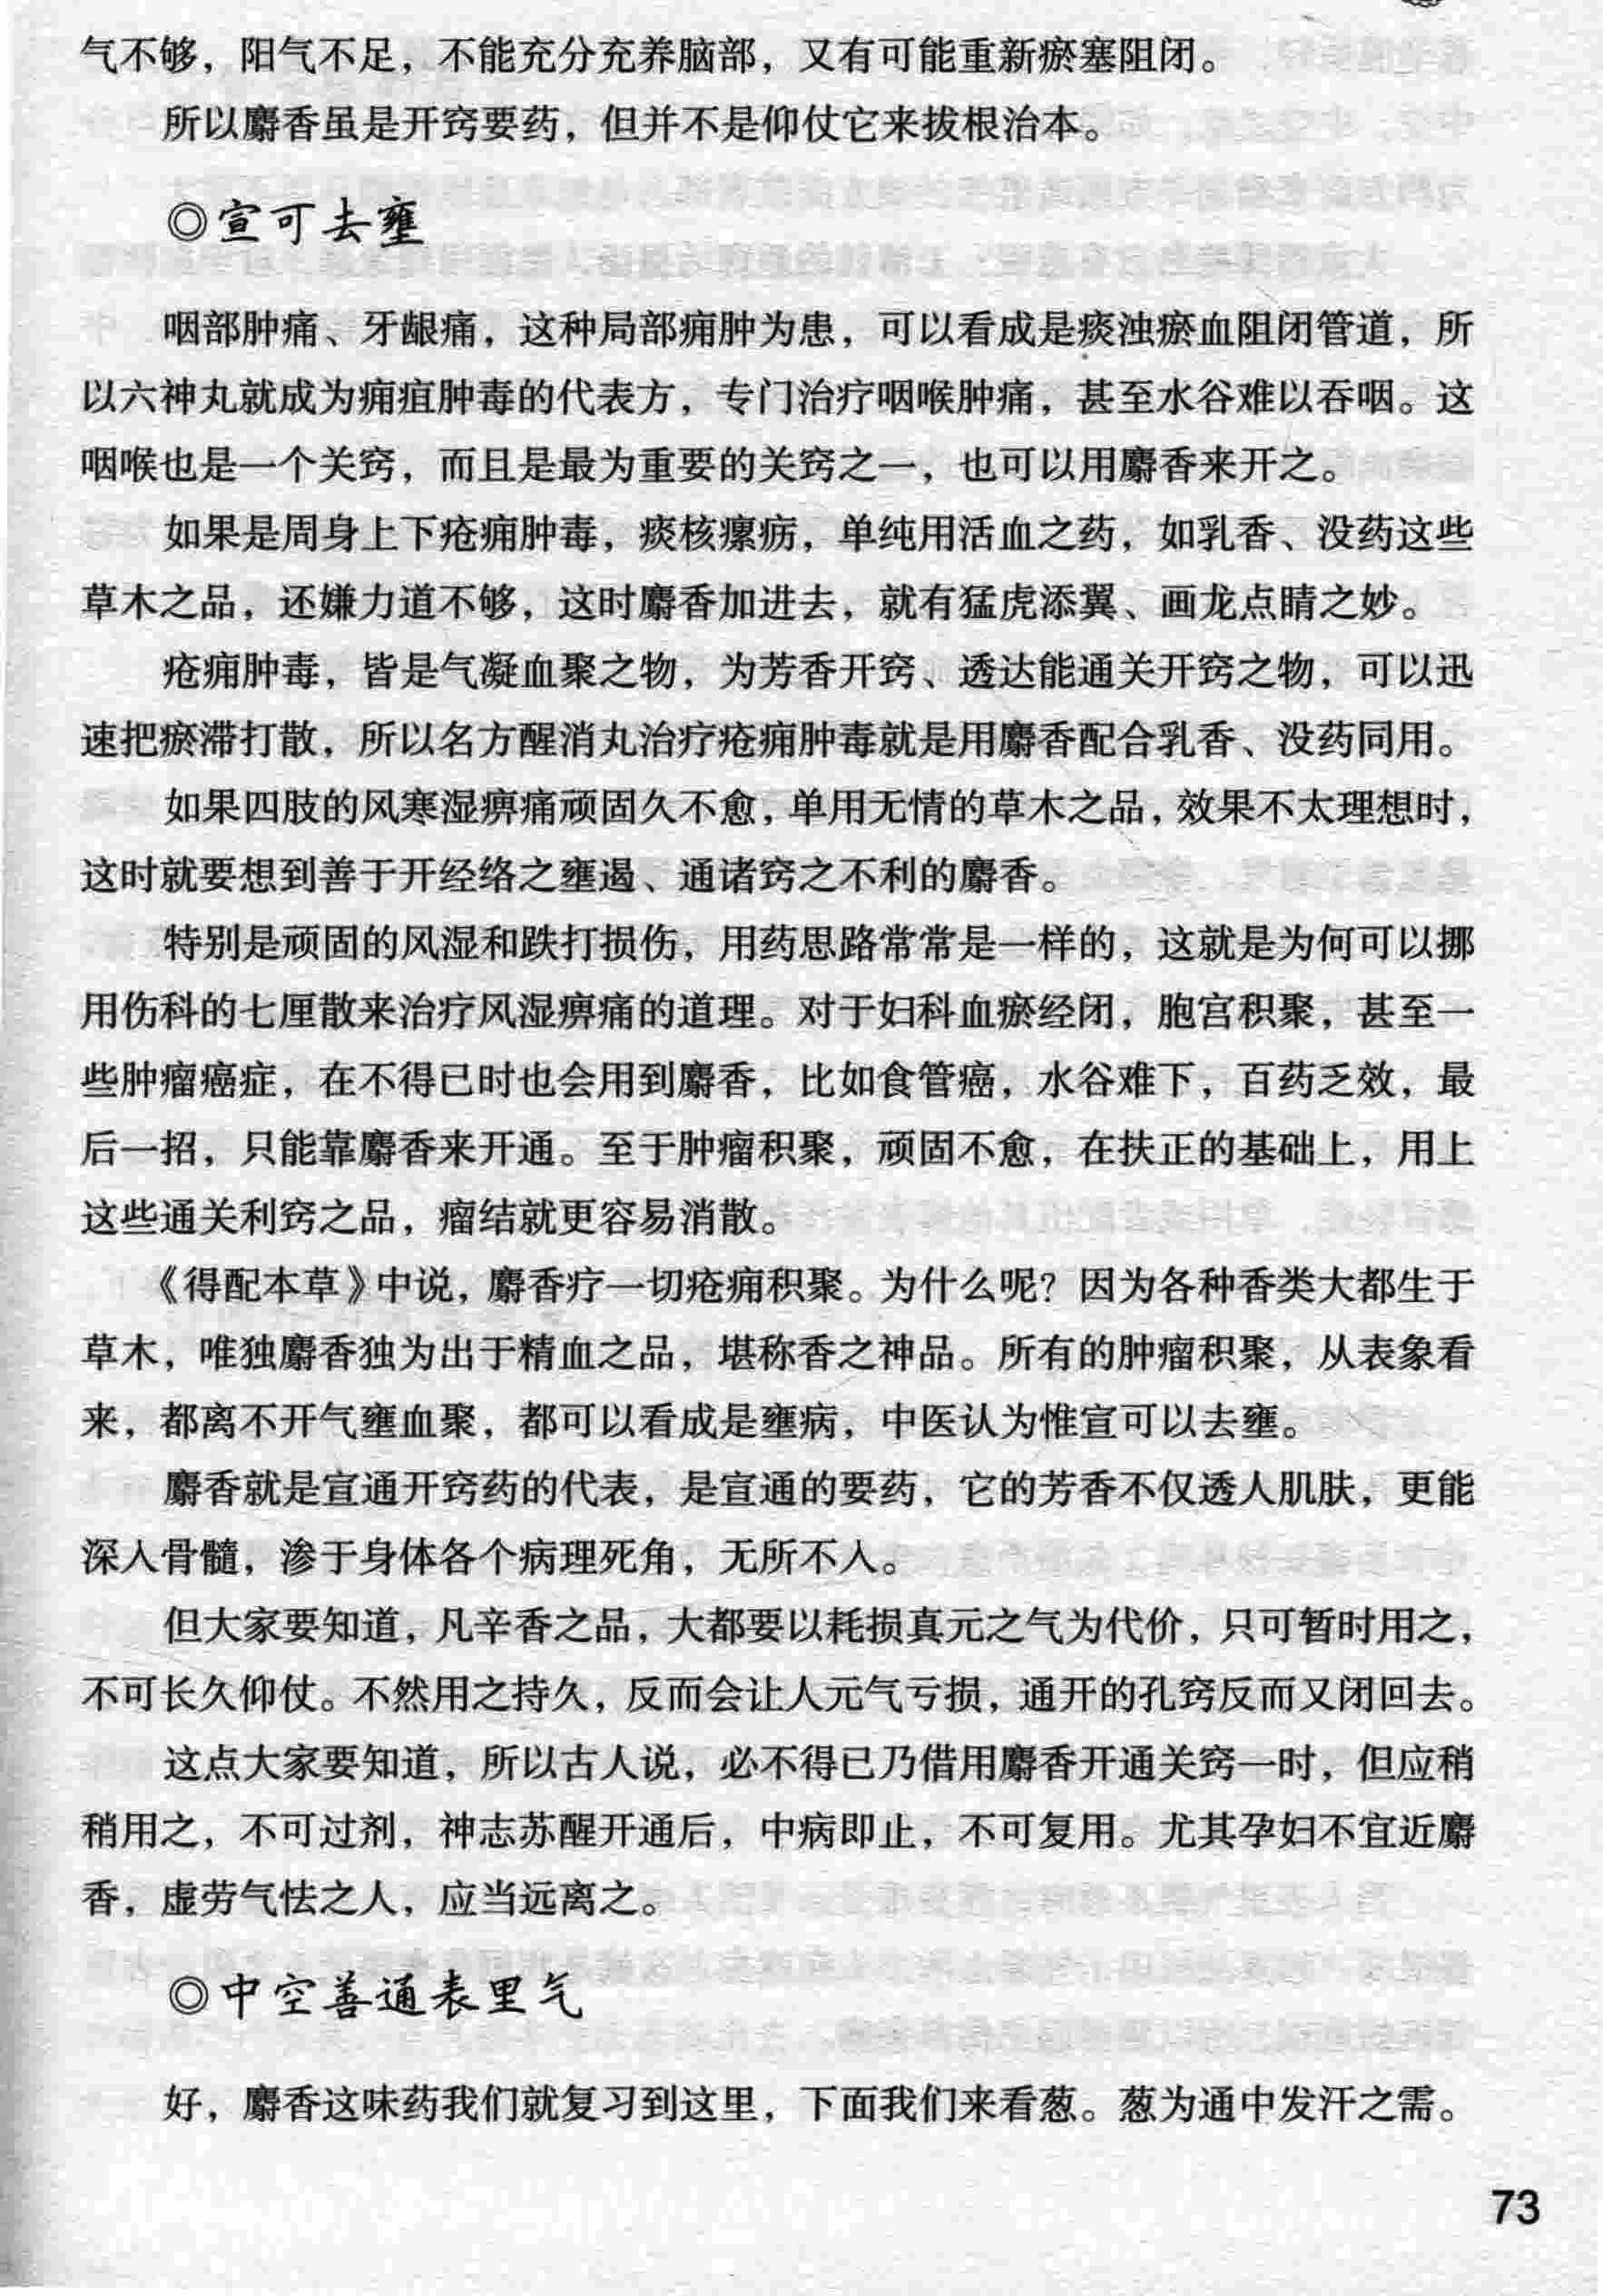 气不够，阳气不足，不能充分充养脑部，又有可能重新瘀塞阻闭。
所以麝香虽是开窍要药，但并不是仰仗它来拔根治本。
◎宣可去壅
咽部肿痛、牙龈痛，这种局部痈肿为患，可以看成是痰浊瘀血阻闭管道，所
以六神丸就成为痈疽肿毒的代表方，专门治疗咽喉肿痛，甚至水谷难以吞咽。这
咽喉也是一个关窍，而且是最为重要的关窍之一，也可以用麝香来开之。
如果是周身上下疮痈肿毒，痰核瘰疬，单纯用活血之药，如乳香、没药这些
草木之品，还嫌力道不够，这时麝香加进去，就有猛虎添翼、画龙点睛之妙。
疮痈肿毒，皆是气凝血聚之物，为芳香开窍、透达能通关开窍之物，可以迅
速把瘀滞打散，所以名方醒消丸治疗疮痈肿毒就是用麝香配合乳香、没药同用。
如果四肢的风寒湿痹痛顽固久不愈，单用无情的草木之品，效果不太理想时，
这时就要想到善于开经络之壅遏、通诸窍之不利的麝香。
特别是顽固的风湿和跌打损伤，用药思路常常是一样的，这就是为何可以挪
用伤科的七厘散来治疗风湿痹痛的道理。对于妇科血瘀经闭，胞宫积聚，甚至一
些肿瘤癌症，在不得已时也会用到麝香，比如食管癌，水谷难下，百药乏效，最
后一招，只能靠麝香来开通。至于肿瘤积聚，顽固不愈，在扶正的基础上，用上
这些通关利窍之品，瘤结就更容易消散。
《得配本草》中说，麝香疗一切疮痈积聚。为什么呢？因为各种香类大都生于
草木，唯独麝香独为出于精血之品，堪称香之神品。所有的肿瘤积聚，从表象看
来，都离不开气壅血聚，都可以看成是壅病，中医认为惟宣可以去壅。
麝香就是宣通开窍药的代表，是宣通的要药，它的芳香不仅透人肌肤，更能
深入骨髓，渗于身体各个病理死角，无所不入。
但大家要知道，凡辛香之品，大都要以耗损真元之气为代价，只可暂时用之，
不可长久仰仗。不然用之持久，反而会让人元气亏损，通开的孔窍反而又闭回去。
这点大家要知道，所以古人说，必不得已乃借用麝香开通关窍一时，但应稍
稍用之，不可过剂，神志苏醒开通后，中病即止，不可复用。尤其孕妇不宜近麝
香，虚劳气怯之人，应当远离之。
◎中空善通表里气
好，麝香这味药我们就复习到这里，下面我们来看葱。葱为通中发汗之需。
73